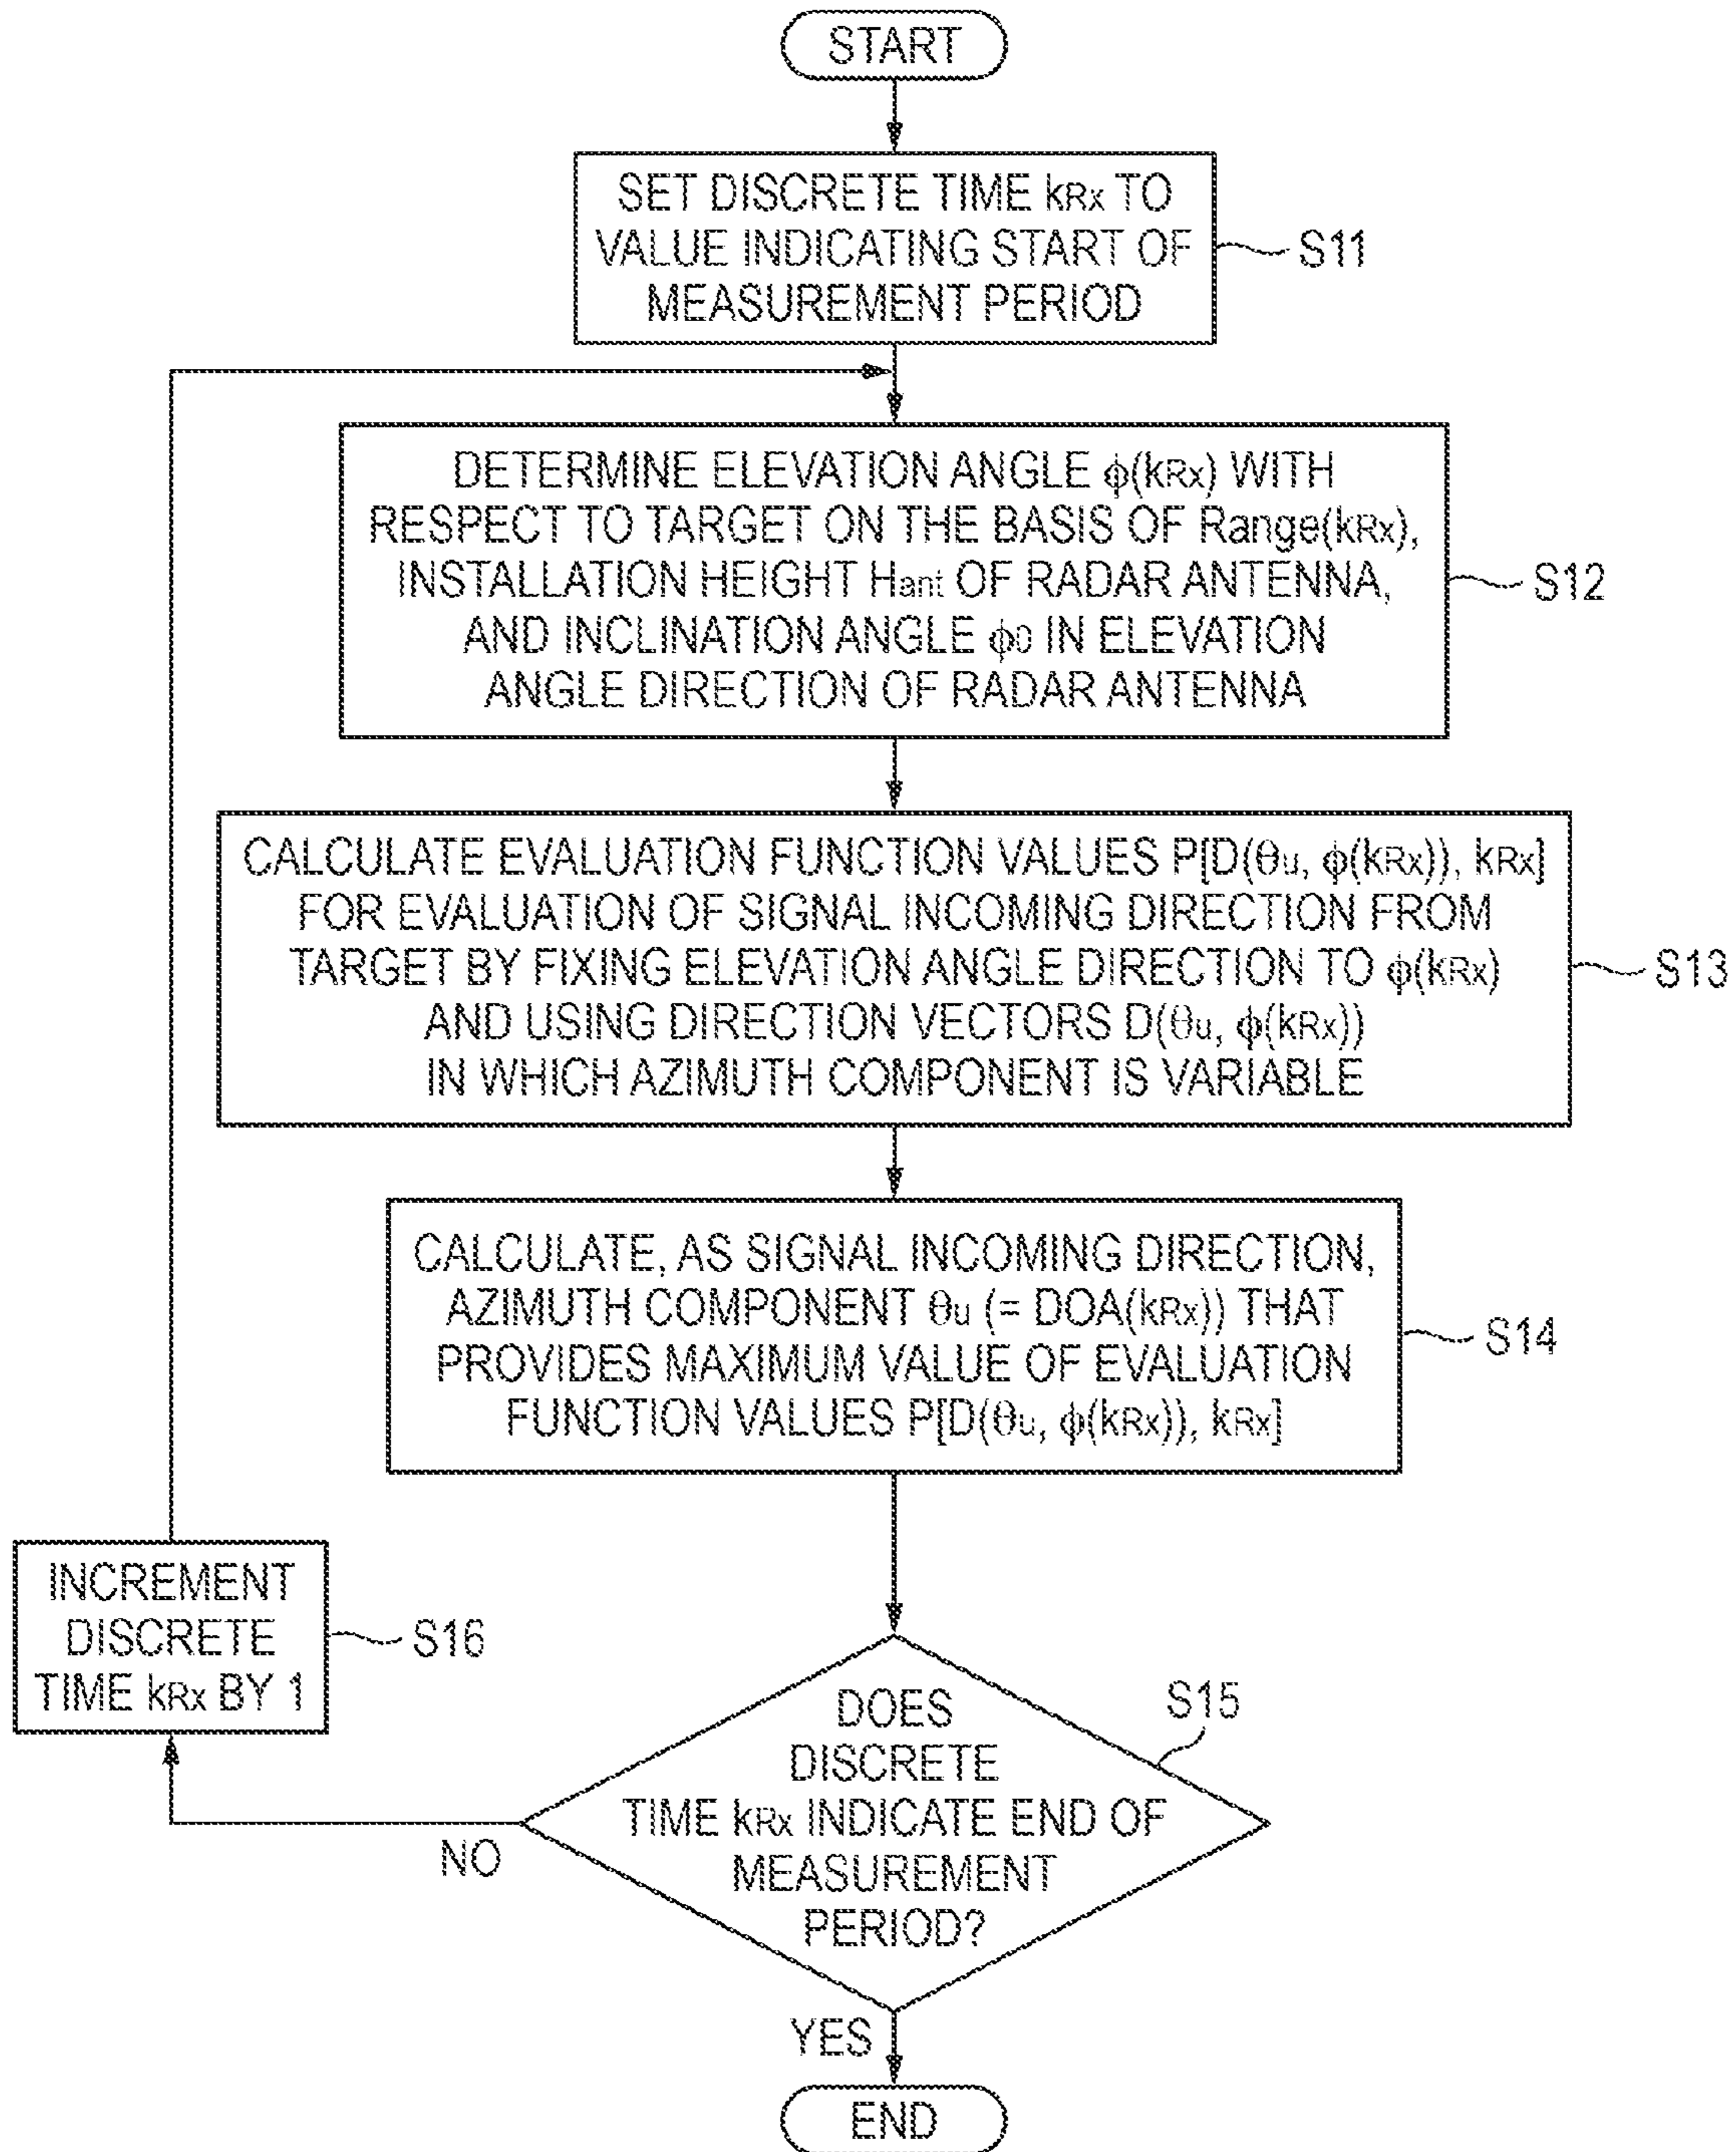 START
SET DISCRETE TIME kRx TO
VALUE INDICATING START OF
MEASUREMENT PERIOD
S11
DETERMINE ELEVATION ANGLE ϕ(kRx) WITH
RESPECT TO TARGET ON THE BASIS OF Range(kRx),
INSTALLATION HEIGHT Hant OF RADAR ANTENNA,
AND INCLINATION ANGLE ϕ0 IN ELEVATION
ANGLE DIRECTION OF RADAR ANTENNA
S12
CALCULATE EVALUATION FUNCTION VALUES P[D(θu, ϕ(kRx)), kRx]
FOR EVALUATION OF SIGNAL INCOMING DIRECTION FROM
TARGET BY FIXING ELEVATION ANGLE DIRECTION TO ϕ(kRx)
AND USING DIRECTION VECTORS D(θu, ϕ(kRx))
IN WHICH AZIMUTH COMPONENT IS VARIABLE
S13
CALCULATE, AS SIGNAL INCOMING DIRECTION,
AZIMUTH COMPONENT θu (= DOA(kRx)) THAT
PROVIDES MAXIMUM VALUE OF EVALUATION
FUNCTION VALUES P[D(θu, ϕ(kRx)), kRx]
S14
INCREMENT
DISCRETE
TIME kRx BY 1
S16
DOES
DISCRETE
TIME kRx INDICATE END OF
MEASUREMENT
PERIOD?
S15
NO
YES
END